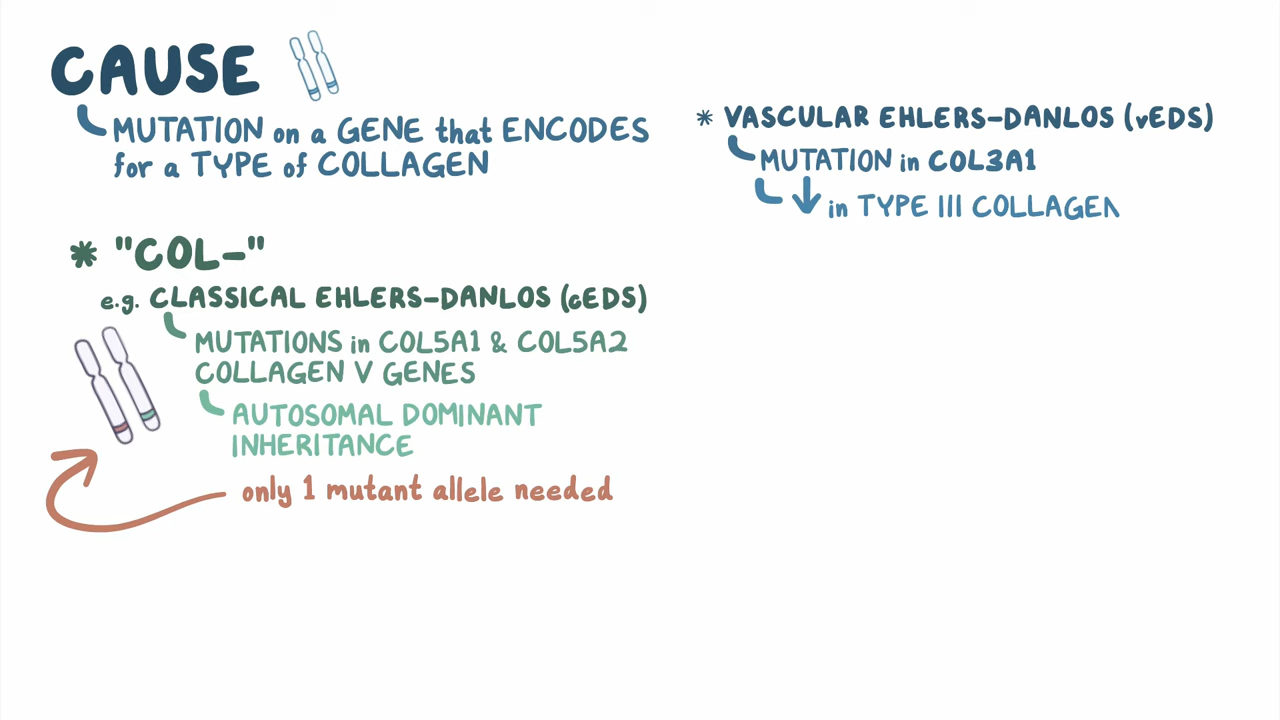 CAUSE
MUTATION on a GENE that ENCODES
for a TYPE of COLLAGEN
* "COL-"
e.g. CLASSICAL EHLERS-DANLOS (cEDS)
MUTATIONS in COL5A1 & COL5A2
COLLAGEN V GENES
AUTOSOMAL DOMINANT
INHERITANCE
only 1 mutant allele needed
* VASCULAR EHLERS-DANLOS (vEDS)
MUTATION in COL3A1
↓ in TYPE III COLLAGEN